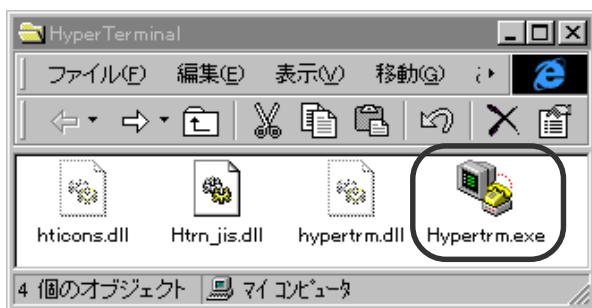 HyperTerminal
ファイル(F) 編集(E) 表示(V) 移動(G)
hticons.dll Htrn_jis.dll hypertrm.dll Hypertrm.exe
4 個のオブジェクト マイ コンピュータ